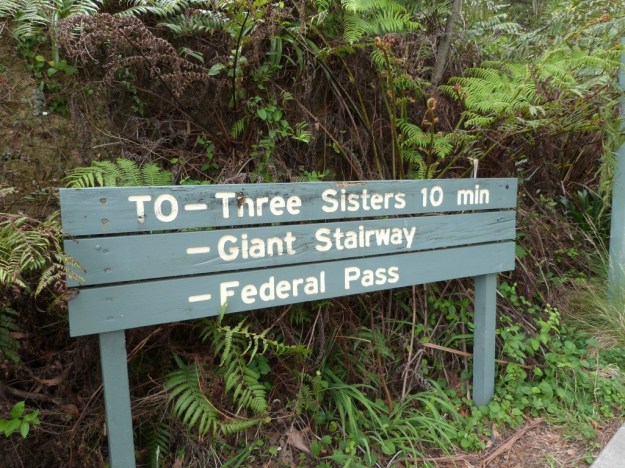 TO - Three Sisters 10 min
- Giant Stairway
- Federal Pass